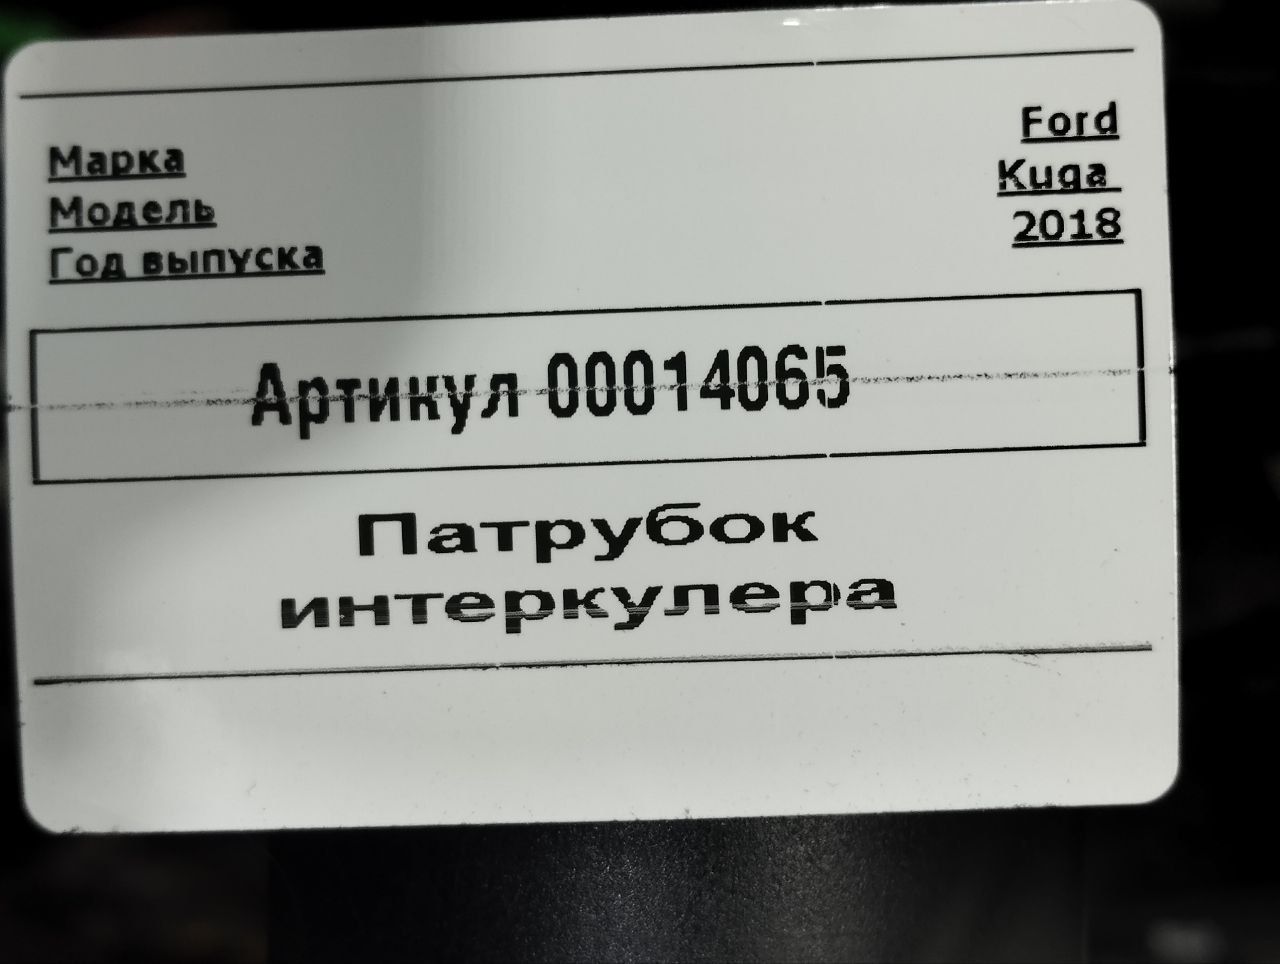 Марка Ford
Модель Kuga
Год выпуска 2018
Артикул 00014065
Патрубок
интеркулера